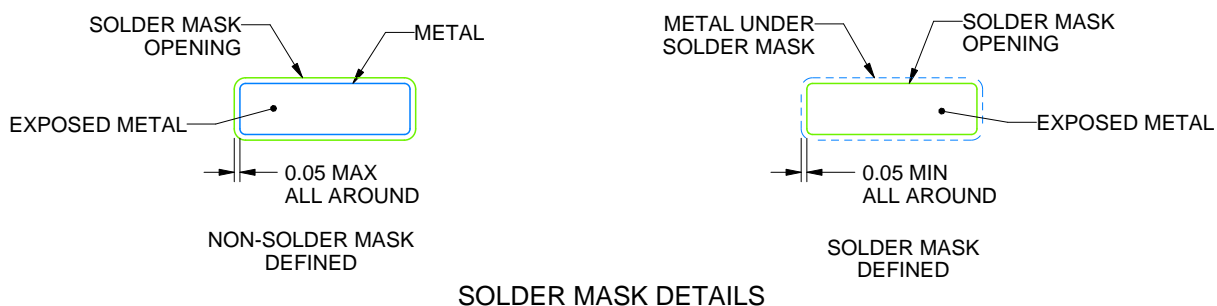 SOLDER MASK
OPENING
METAL
EXPOSED METAL
0.05 MAX
ALL AROUND
NON-SOLDER MASK
DEFINED
METAL UNDER
SOLDER MASK
SOLDER MASK
OPENING
EXPOSED METAL
0.05 MIN
ALL AROUND
SOLDER MASK
DEFINED
SOLDER MASK DETAILS